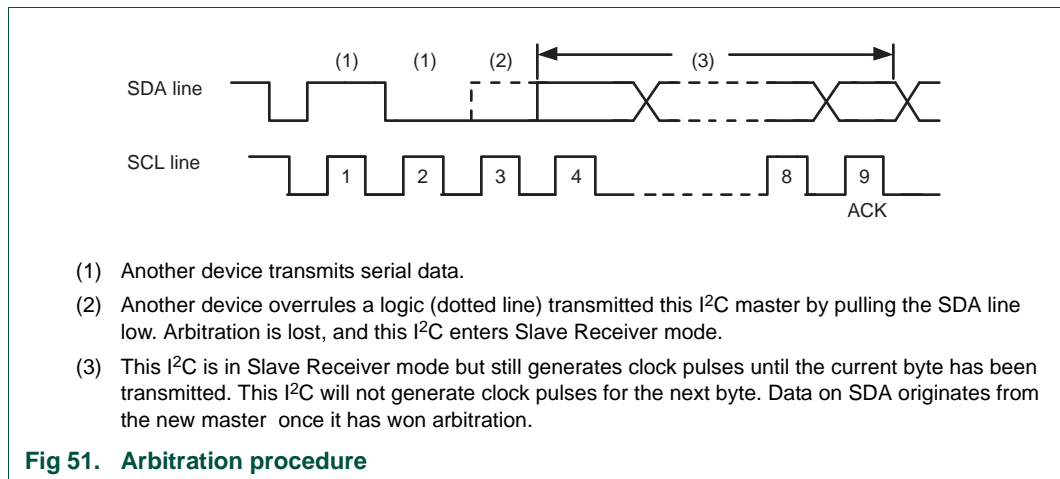 (1) (1) (2) (3)
SDA line
SCL line
1 2 3 4 8 9
ACK
(1) Another device transmits serial data.
(2) Another device overrules a logic (dotted line) transmitted this I2C master by pulling the SDA line
low. Arbitration is lost, and this I2C enters Slave Receiver mode.
(3) This I2C is in Slave Receiver mode but still generates clock pulses until the current byte has been
transmitted. This I2C will not generate clock pulses for the next byte. Data on SDA originates from
the new master once it has won arbitration.
Fig 51. Arbitration procedure